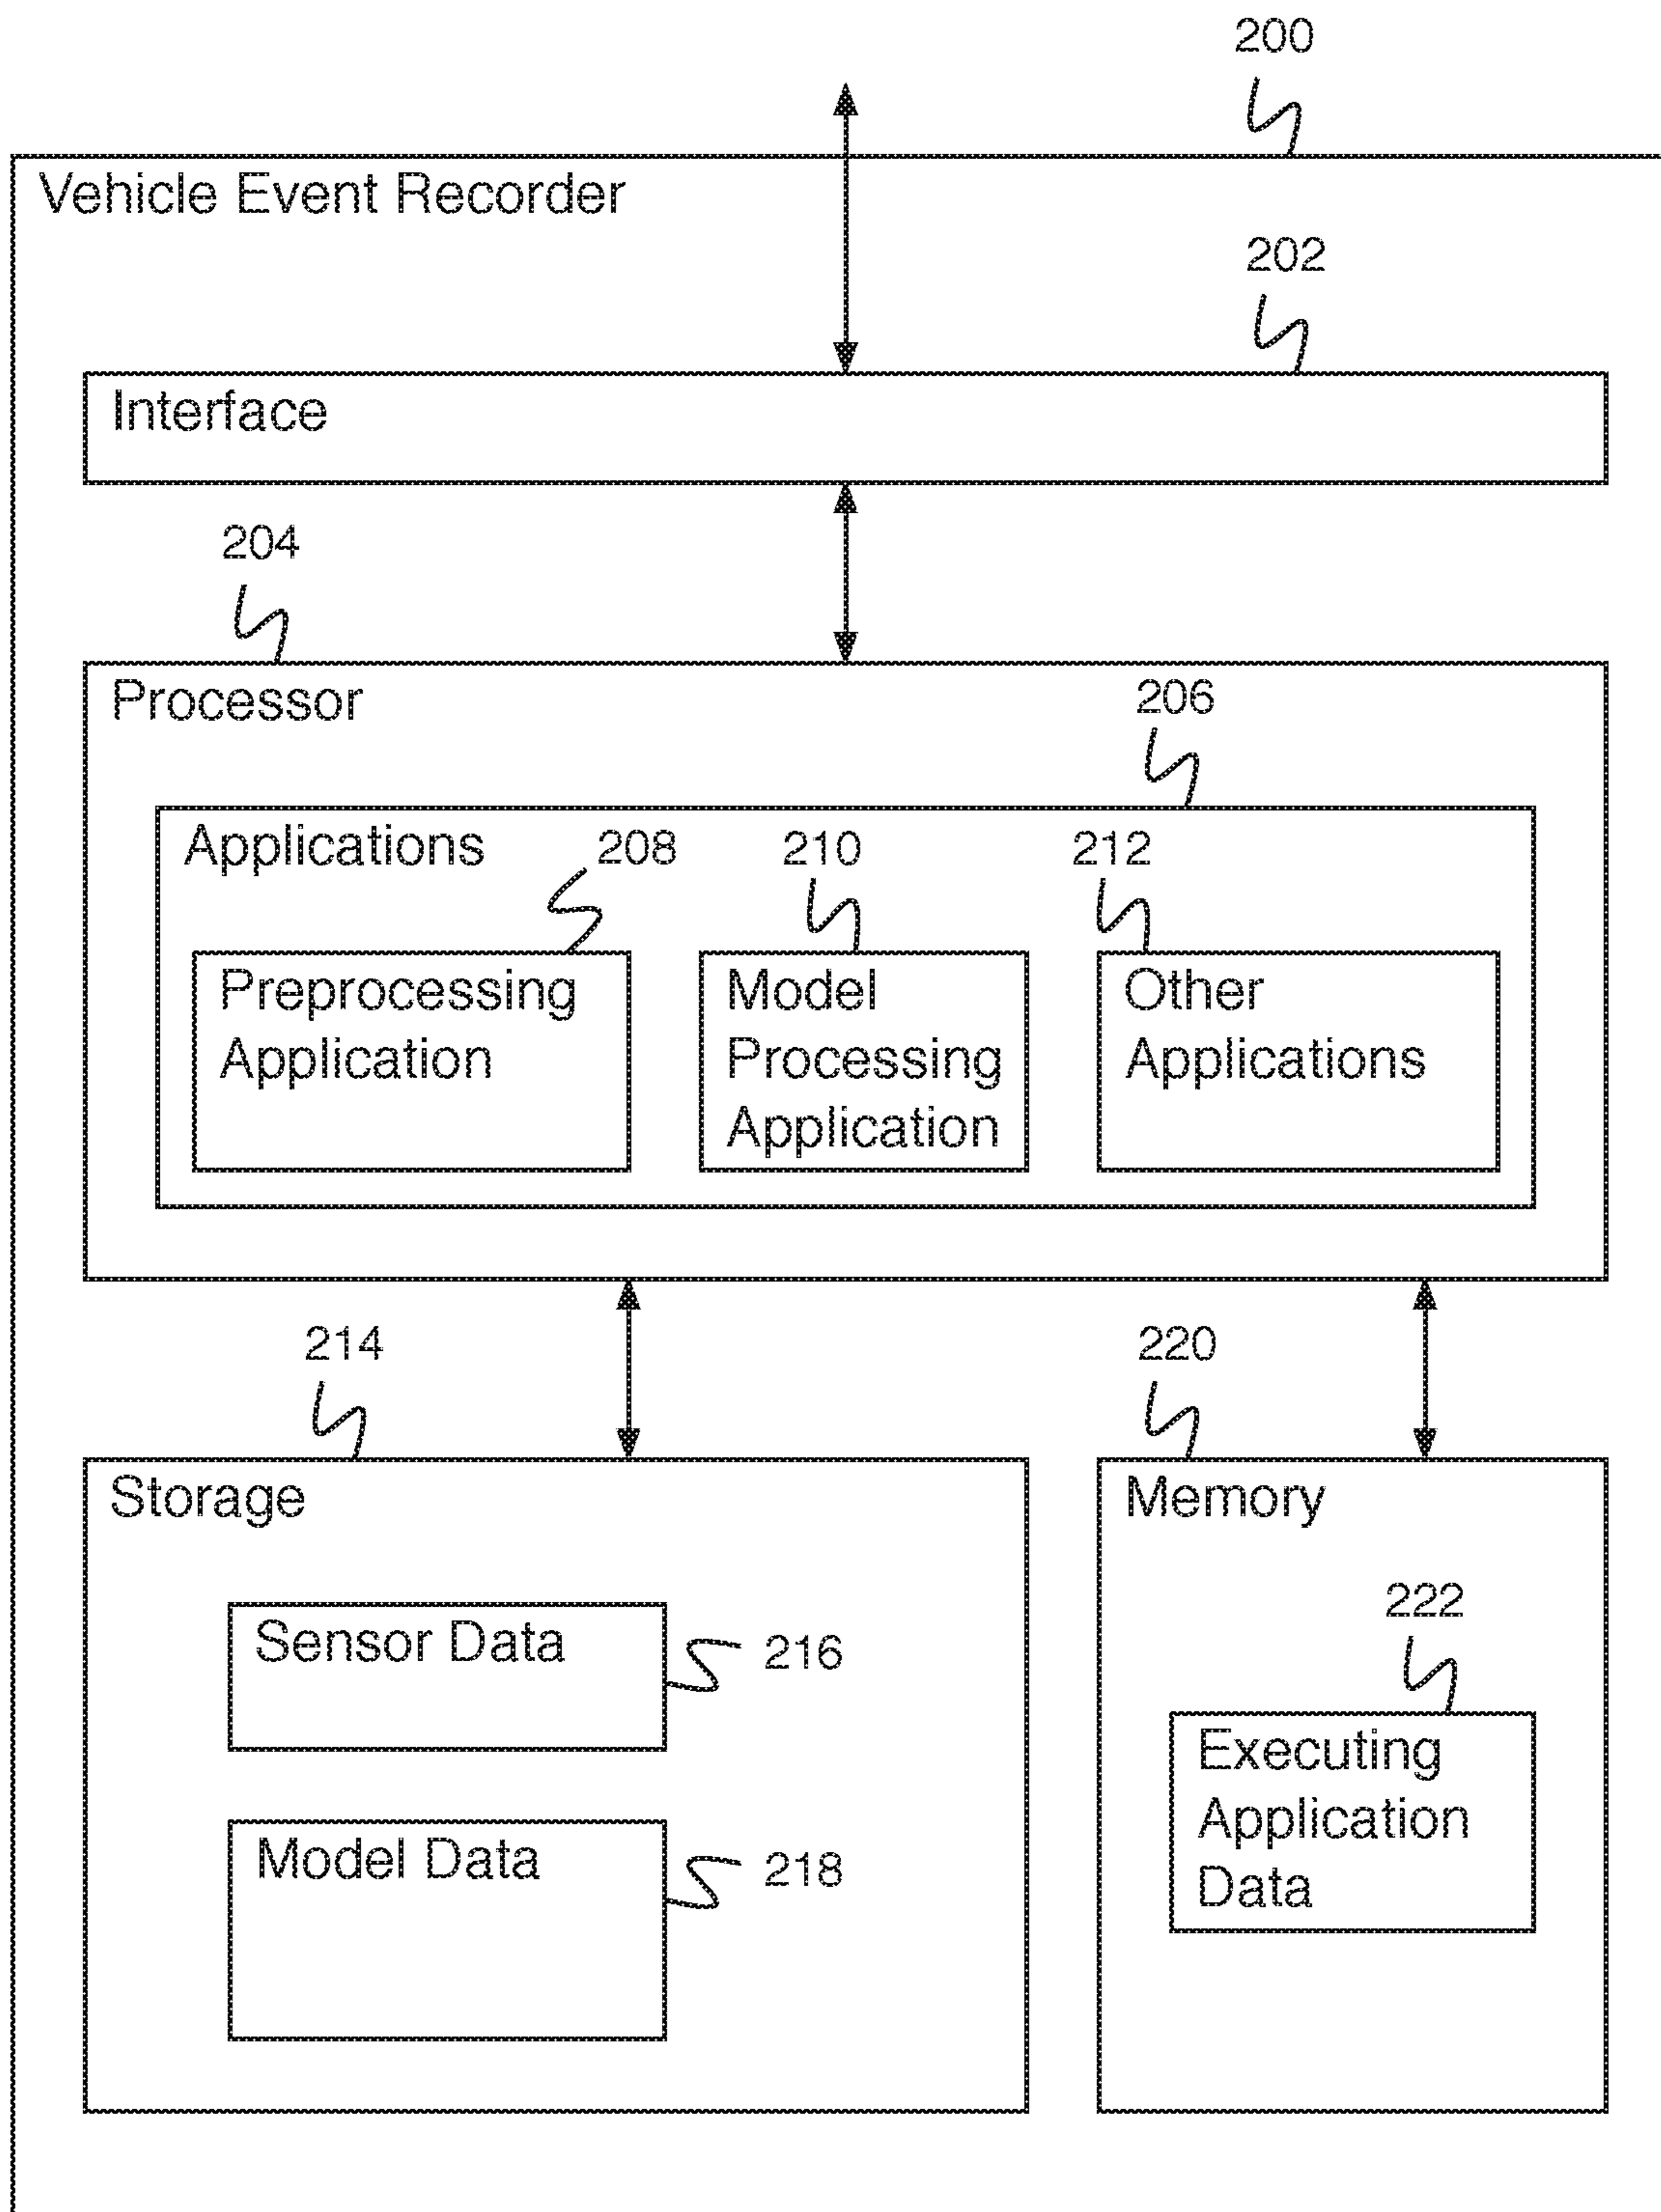 200
Vehicle Event Recorder
202
Interface
204
Processor
206
Applications
208
210
212
Preprocessing
Application
Model
Processing
Application
Other
Applications
214
220
Storage
Memory
Sensor Data
216
222
Executing
Application
Data
Model Data
218